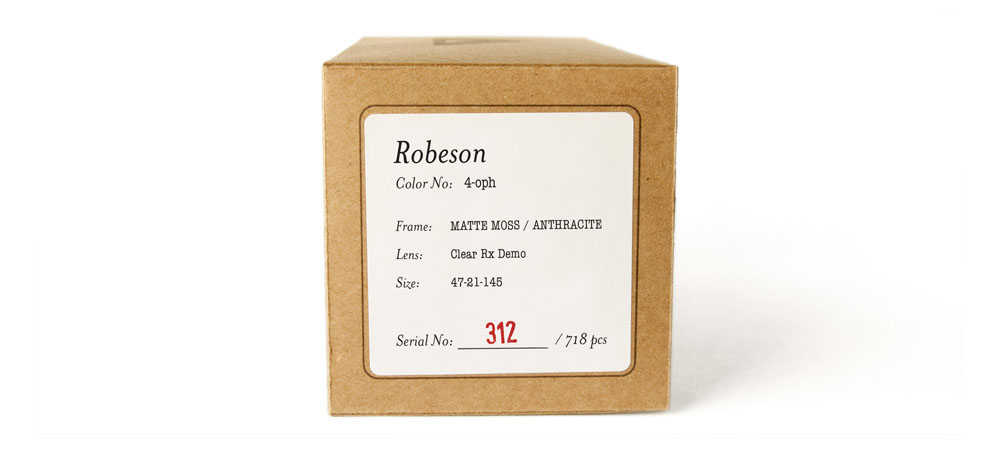 Robeson
Color No: 4-oph
Frame: MATTE MOSS / ANTHRACITE
Lens: Clear Rx Demo
Size: 47-21-145
Serial No: 312 / 718 pcs